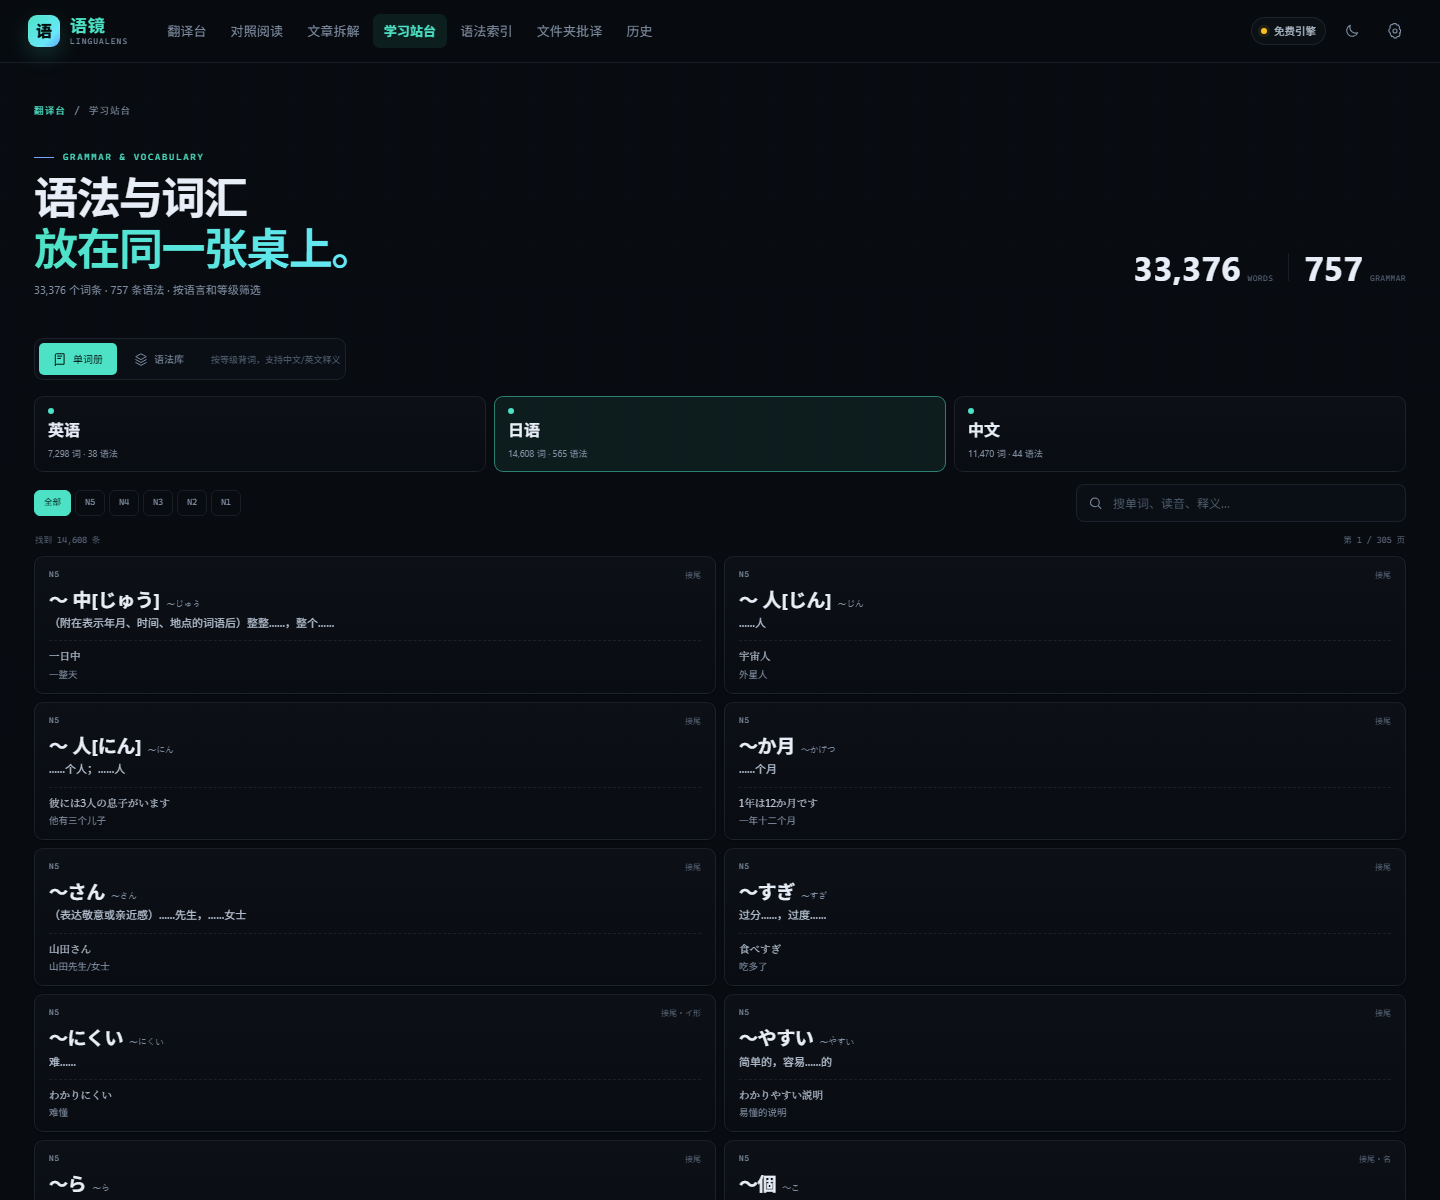 语 语镜
LINGUALENS
翻译台 对照阅读 文章拆解 学习站台 语法索引 文件夹批译 历史
免费引擎
翻译台 / 学习站台
GRAMMAR & VOCABULARY
语法与词汇
放在同一张桌上。
33,376 个词条 · 757 条语法 · 按语言和等级筛选
33,376 WORDS 757 GRAMMAR
单词册 语法库 按等级背词，支持中文/英文释义
英语
7,298 词 · 38 语法
日语
14,608 词 · 565 语法
中文
11,470 词 · 44 语法
全部 N5 N4 N3 N2 N1
搜单词、读音、释义...
找到 14,608 条
第 1 / 305 页
N5 接尾
～ 中[じゅう] ～じゅう
（附在表示年月、时间、地点的词语后）整整……，整个……
一日中
一整天
N5 接尾
～ 人[じん] ～じん
……人
宇宙人
外星人
N5 接尾
～ 人[にん] ～にん
……个人；……人
彼には3人の息子がいます
他有三个儿子
N5 接尾
～か月 ～かげつ
……个月
1年は12か月です
一年十二个月
N5 接尾
～さん ～さん
（表达敬意或亲近感）……先生，……女士
山田さん
山田先生/女士
N5 接尾
～すぎ ～すぎ
过分……，过度……
食べすぎ
吃多了
N5 接尾・イ形
～にくい ～にくい
难……
わかりにくい
难懂
N5 接尾
～やすい ～やすい
简单的，容易……的
わかりやすい説明
易懂的说明
N5 接尾
～ら ～ら
N5 接尾・名
～個 ～こ